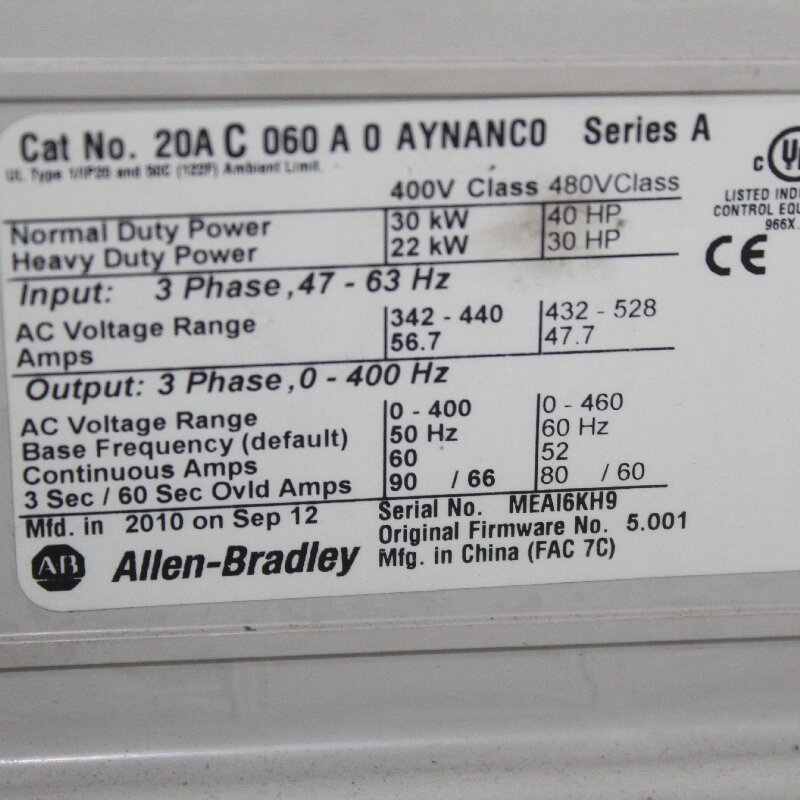 Cat No. 20A C 060 A 0 AYNANC0 Series A
UL Type 1/IP20 and 50C (122F) Ambient Limit.
400V Class 480VClass
Normal Duty Power 30 kW 40 HP
Heavy Duty Power 22 kW 30 HP
Input: 3 Phase,47 - 63 Hz
AC Voltage Range 342 - 440 432 - 528
Amps 56.7 47.7
Output: 3 Phase,0 - 400 Hz
AC Voltage Range 0 - 400 0 - 460
Base Frequency (default) 50 Hz 60 Hz
Continuous Amps 60 52
3 Sec / 60 Sec Ovld Amps 90 / 66 80 / 60
Mfd. in 2010 on Sep 12 Serial No. MEAI6KH9
Original Firmware No. 5.001
AB Allen-Bradley Mfg. in China (FAC 7C)
C UL
LISTED IND
CONTROL EQU
966X
CE